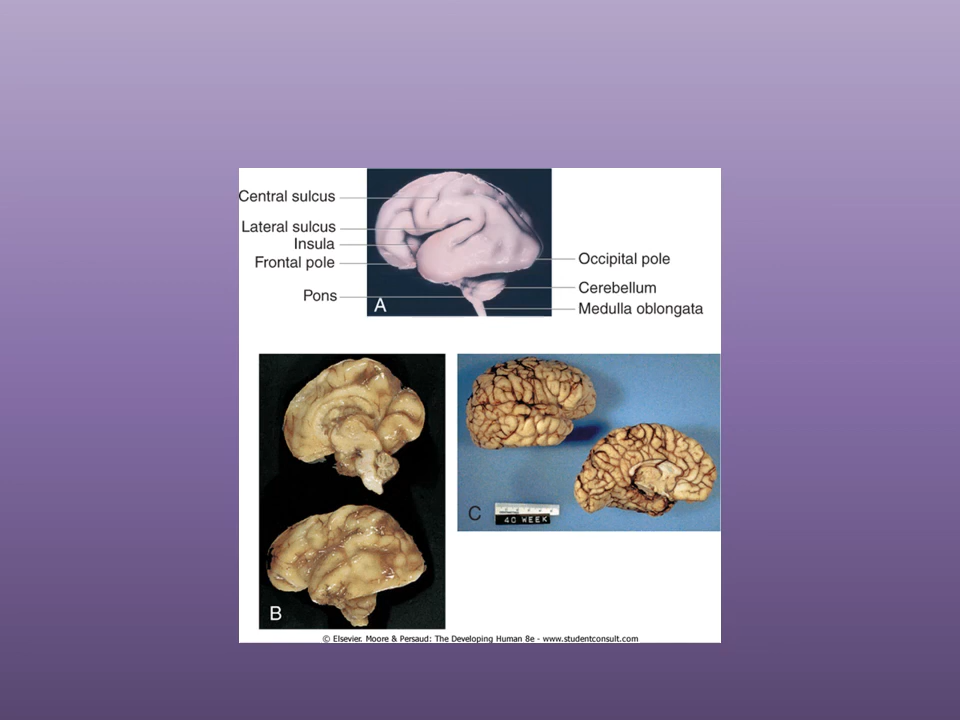 Central sulcus
Lateral sulcus
Insula
Frontal pole
Pons
Occipital pole
Cerebellum
Medulla oblongata
A
B
C
40 WEEK
© Elsevier. Moore & Persaud: The Developing Human 8e - www.studentconsult.com